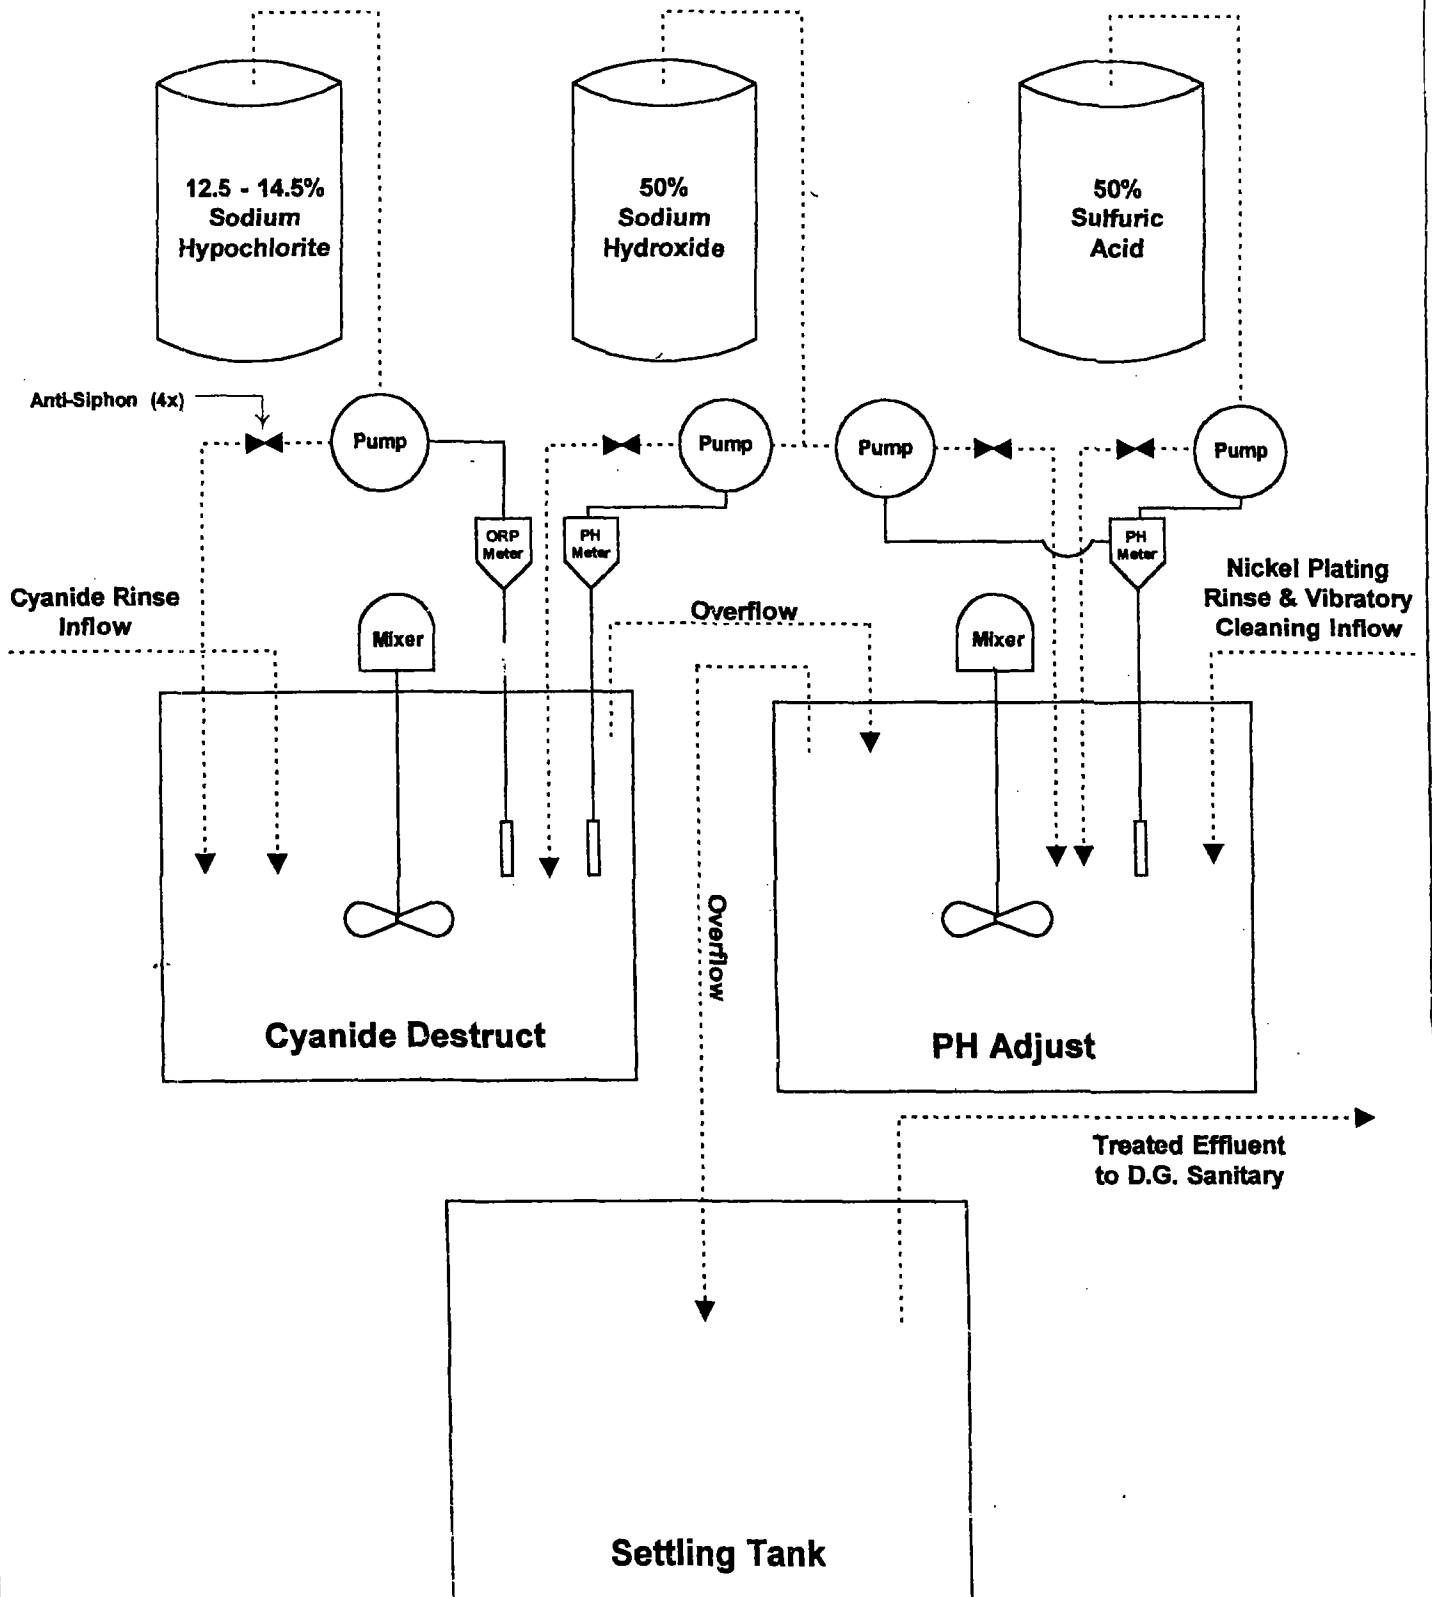 12.5 - 14.5%
Sodium
Hypochlorite
50%
Sodium
Hydroxide
50%
Sulfuric
Acid
Anti-Siphon (4x)
Pump
Pump
Pump
Pump
ORP
Meter
PH
Meter
PH
Meter
Cyanide Rinse
Inflow
Mixer
Overflow
Mixer
Nickel Plating
Rinse & Vibratory
Cleaning Inflow
Overflow
Cyanide Destruct
PH Adjust
Treated Effluent
to D.G. Sanitary
Settling Tank